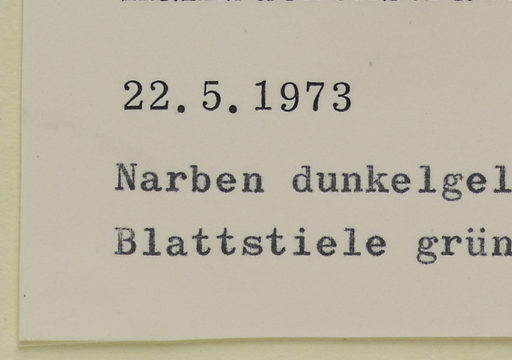 22.5.1973
Narben dunkelgel
Blattstiele grün